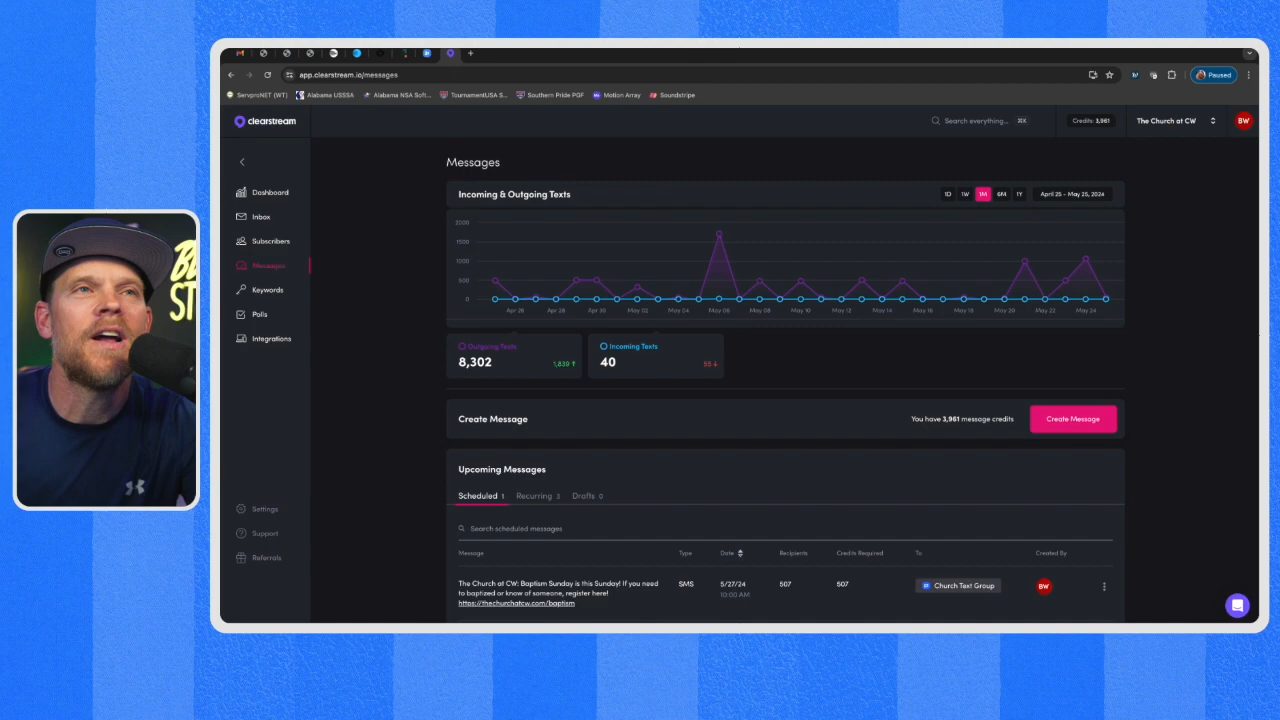 app.clearstream.io/messages
Paused
ServproNET (WT)
Alabama USSSA
Alabama NSA Soft...
TournamentUSA S...
Southern Pride PGF
Motion Array
Soundstripe
clearstream
Search everything...
⌘K
Credits: 3,961
The Church at CW
BW
Dashboard
Inbox
Subscribers
Messages
Keywords
Polls
Integrations
Settings
Support
Referrals
Messages
Incoming & Outgoing Texts
1D 1W 1M 6M 1Y
April 25 - May 25, 2024
2000
1500
1000
500
0
Apr 26 Apr 28 Apr 30 May 02 May 04 May 06 May 08 May 10 May 12 May 14 May 16 May 18 May 20 May 22 May 24
Outgoing Texts
8,302
1,839 ↑
Incoming Texts
40
55 ↓
Create Message
You have 3,961 message credits
Create Message
Upcoming Messages
Scheduled 1 Recurring 3 Drafts 0
Search scheduled messages
Message Type Date Recipients Credits Required To Created By
The Church at CW: Baptism Sunday is this Sunday! If you need
to baptized or know of someone, register here!
https://thechurchatcw.com/baptism
SMS
5/27/24
10:00 AM
507
507
Church Text Group
BW